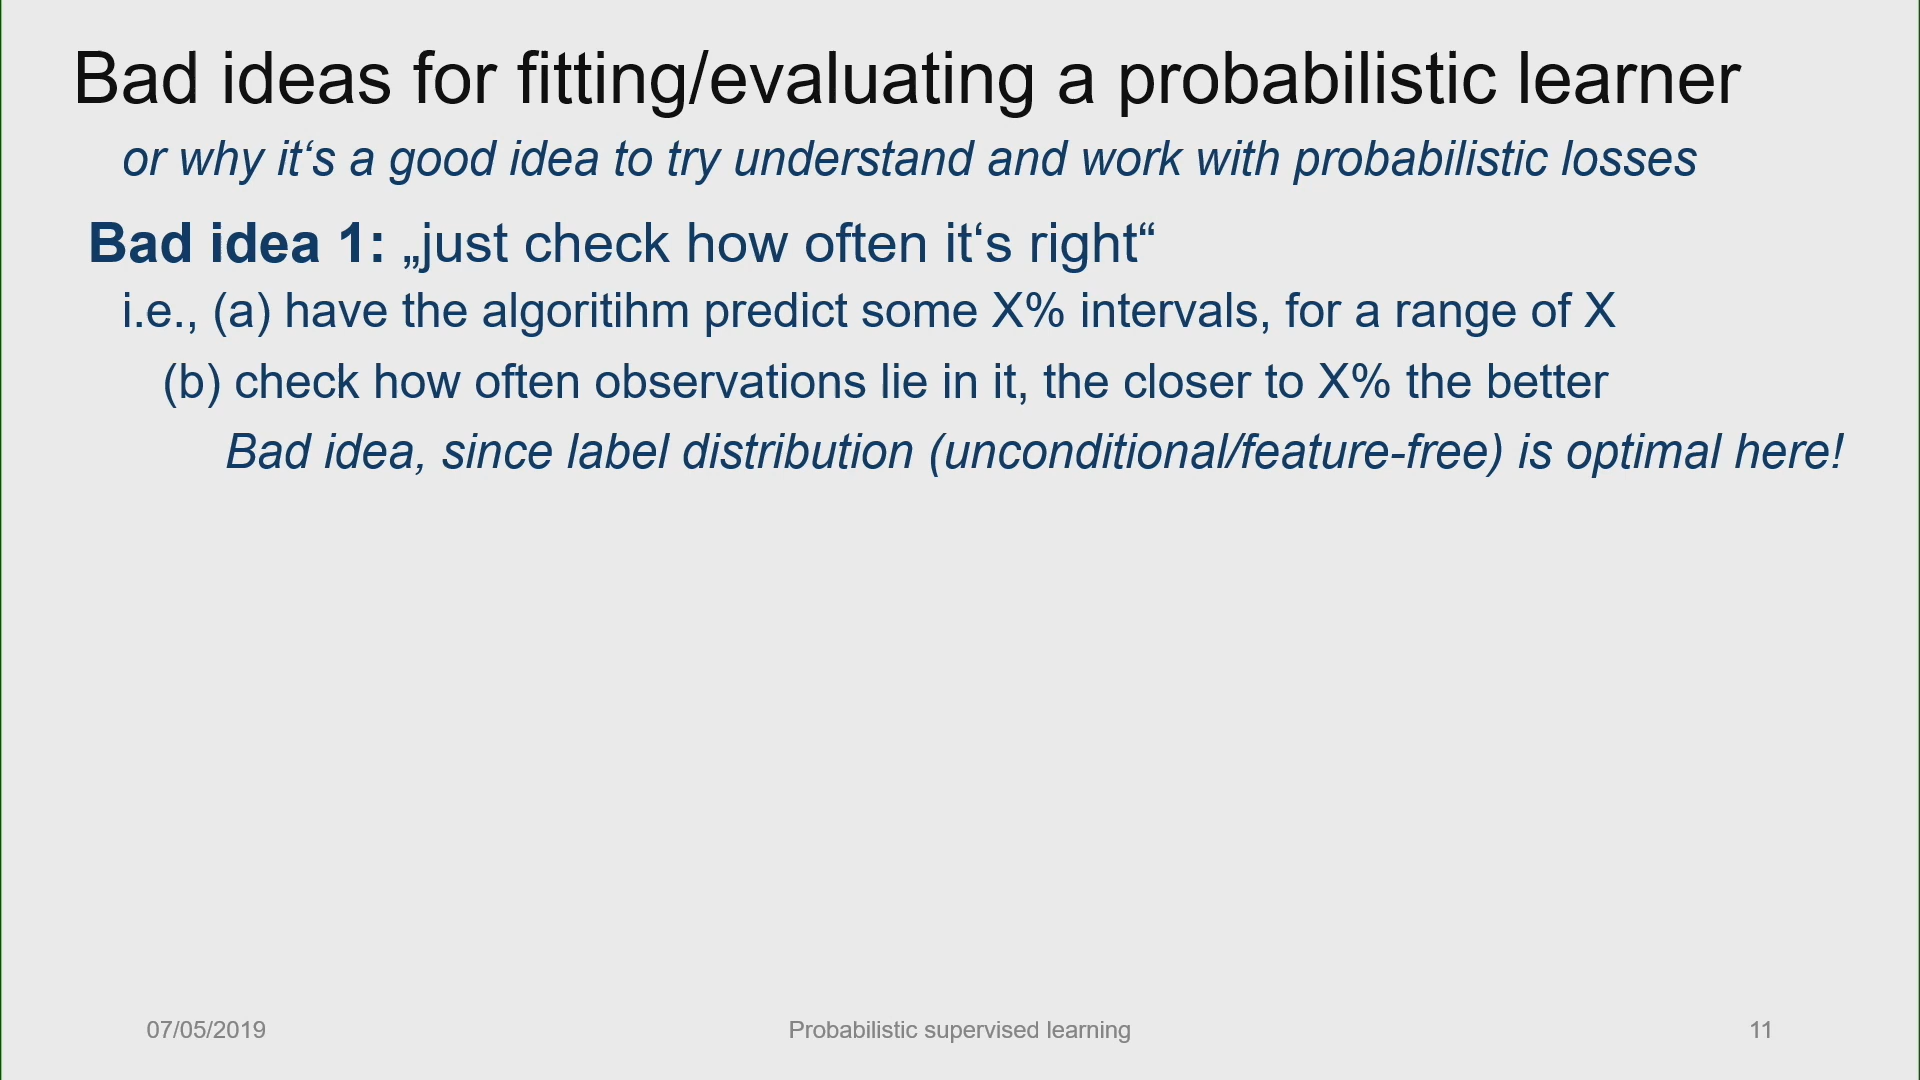 Bad ideas for fitting/evaluating a probabilistic learner
or why it‘s a good idea to try understand and work with probabilistic losses
Bad idea 1: „just check how often it‘s right“
i.e., (a) have the algoritihm predict some X% intervals, for a range of X
(b) check how often observations lie in it, the closer to X% the better
Bad idea, since label distribution (unconditional/feature-free) is optimal here!
07/05/2019 Probabilistic supervised learning 11